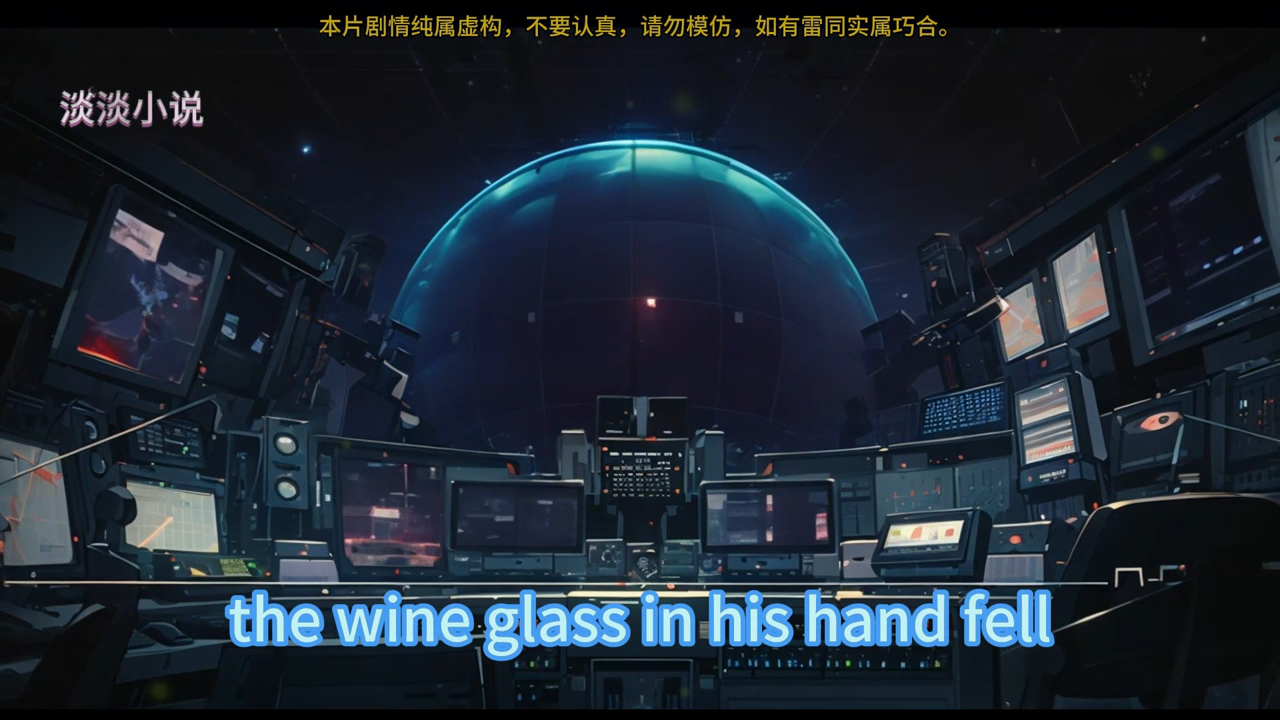 本片剧情纯属虚构，不要认真，请勿模仿，如有雷同实属巧合。
淡淡小说
the wine glass in his hand fell